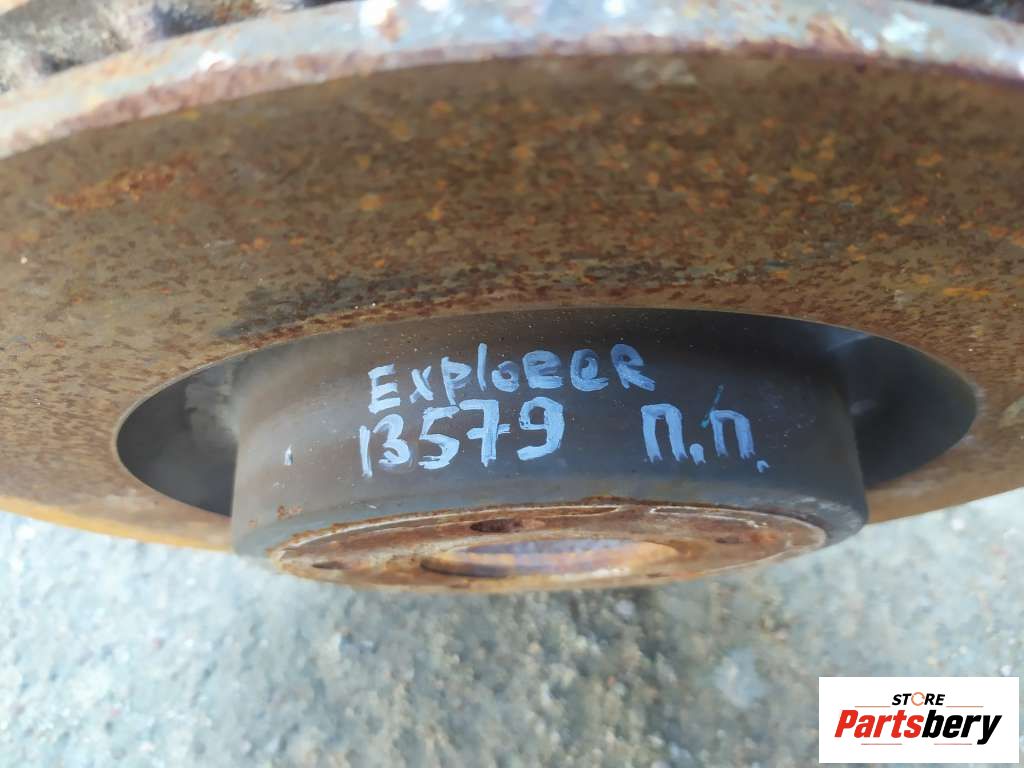 Explorer
13579 п.п.
STORE
Partsbery